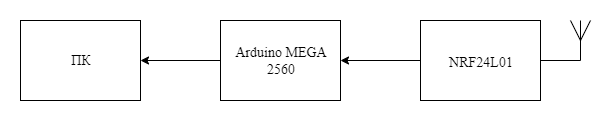 ПК
Arduino MEGA
2560
NRF24L01